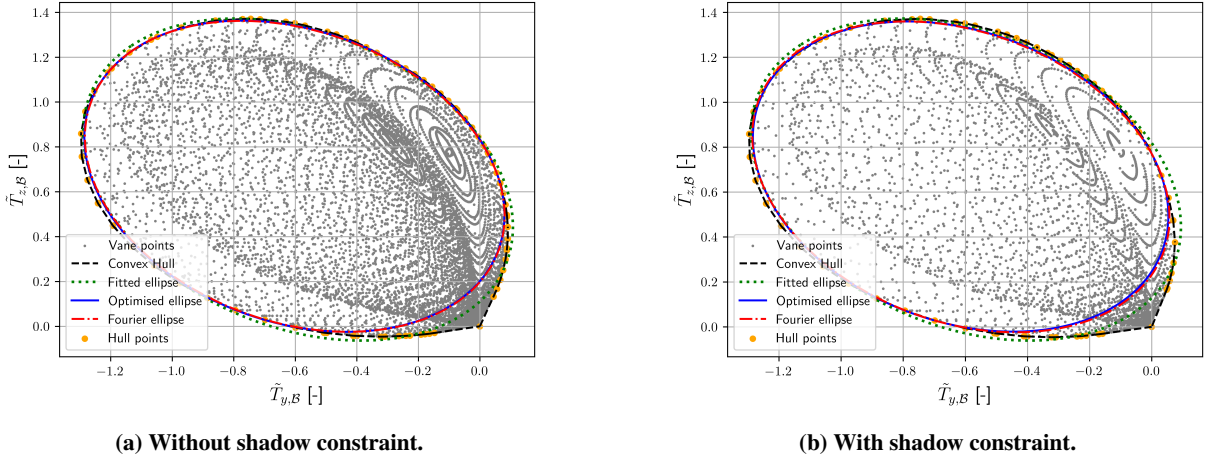 1.4
1.2
1.0
0.8
0.6
0.4
0.2
0.0
T̃z,B [-]
Vane points
Convex Hull
Fitted ellipse
Optimised ellipse
Fourier ellipse
Hull points
−1.2 −1.0 −0.8 −0.6 −0.4 −0.2 0.0
T̃y,B [-]
(a) Without shadow constraint.
1.4
1.2
1.0
0.8
0.6
0.4
0.2
0.0
T̃z,B [-]
Vane points
Convex Hull
Fitted ellipse
Optimised ellipse
Fourier ellipse
Hull points
−1.2 −1.0 −0.8 −0.6 −0.4 −0.2 0.0
T̃y,B [-]
(b) With shadow constraint.